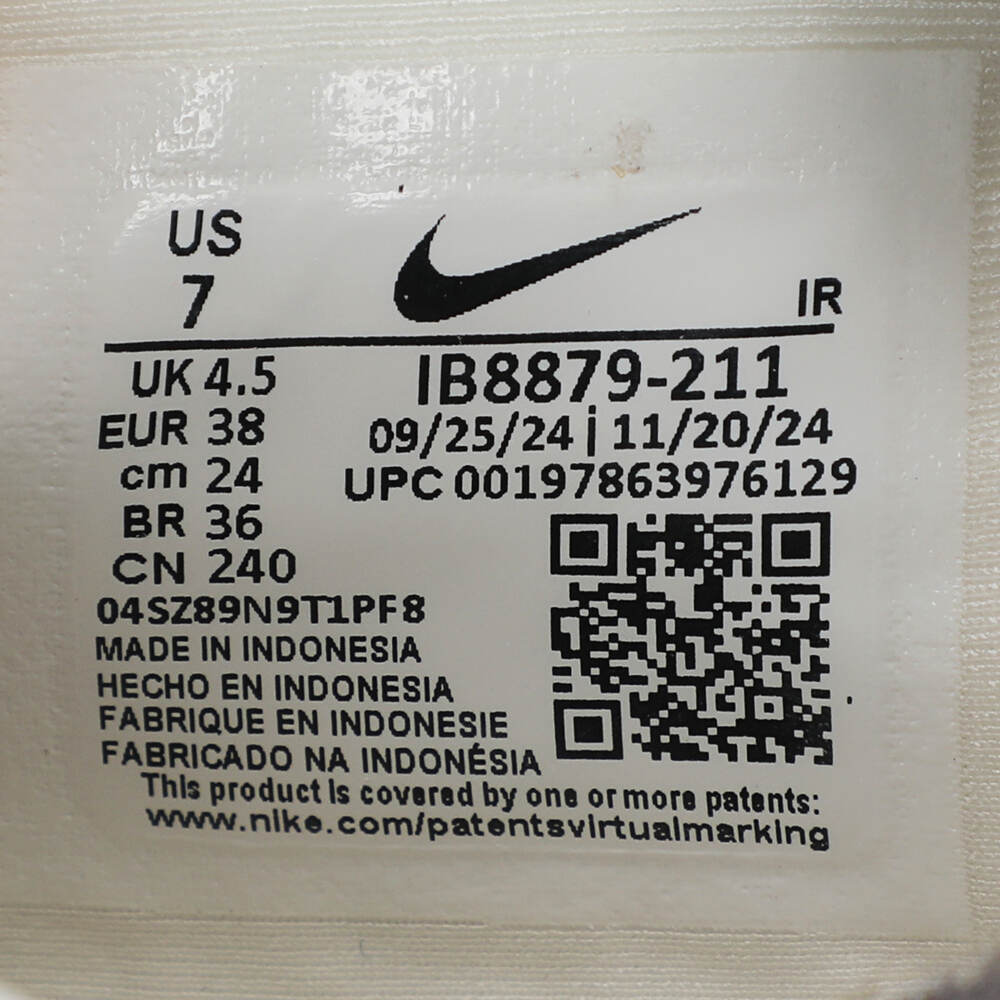 US
7
IR
UK 4.5
EUR 38
cm 24
BR 36
CN 240
IB8879-211
09/25/24 | 11/20/24
UPC 00197863976129
04SZ89N9T1PF8
MADE IN INDONESIA
HECHO EN INDONESIA
FABRIQUE EN INDONESIE
FABRICADO NA INDONÉSIA
This product is covered by one or more patents:
www.nike.com/patentsvirtualmarking